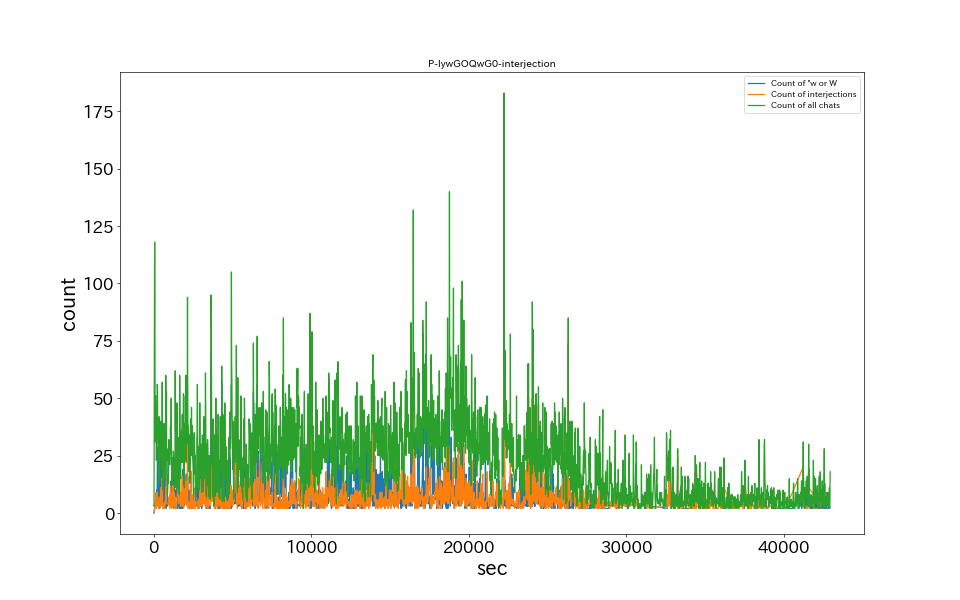 P-lywGOQwG0-interjection
Count of "w or W
Count of interjections
Count of all chats
175
150
125
100
75
50
25
0
count
0 10000 20000 30000 40000
sec